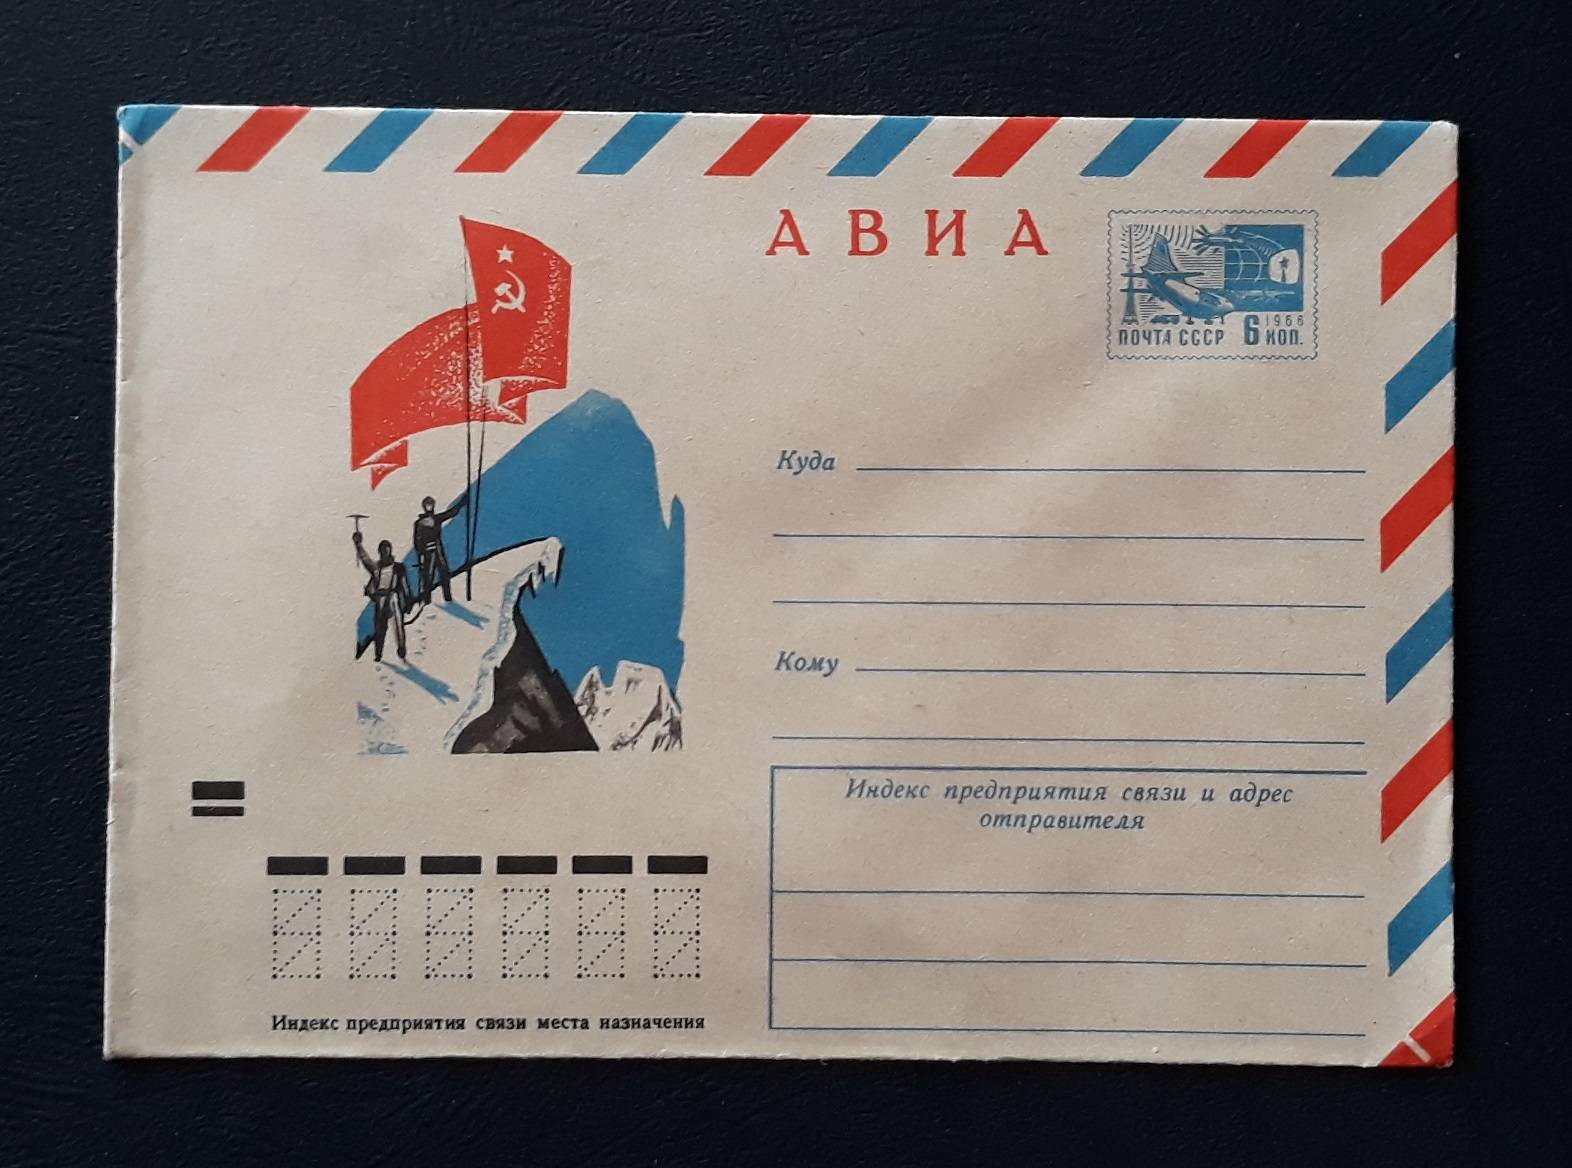 АВИА
1966
ПОЧТА СССР 6 КОП.
Куда
Кому
Индекс предприятия связи и адрес
отправителя
Индекс предприятия связи места назначения